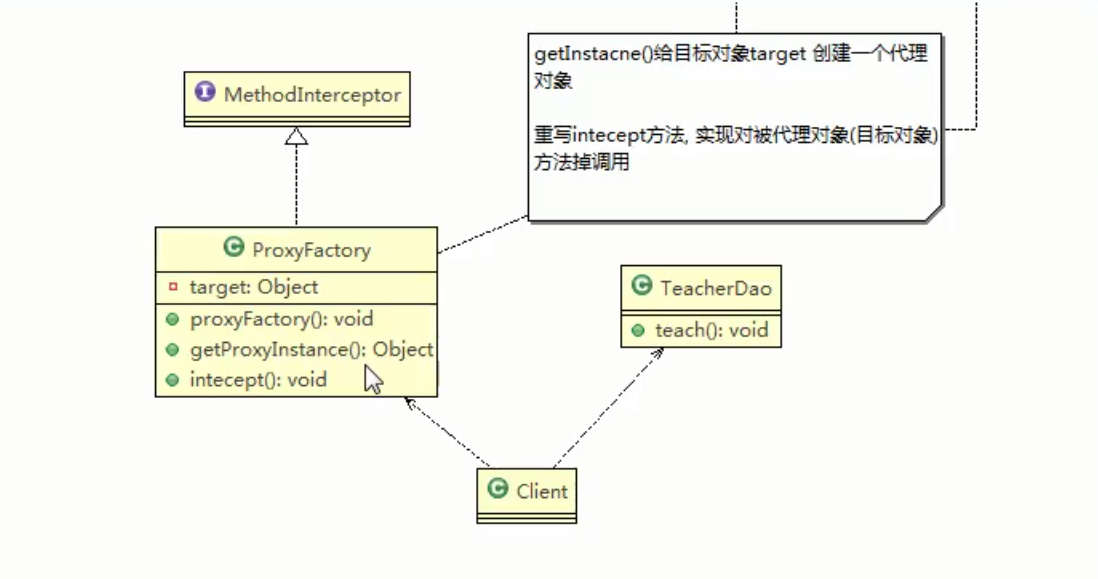 getInstacne()给目标对象target 创建一个代理
对象
重写intecept方法, 实现对被代理对象(目标对象)
方法掉调用
I MethodInterceptor
C ProxyFactory
target: Object
proxyFactory(): void
getProxyInstance(): Object
intecept(): void
C TeacherDao
teach(): void
C Client